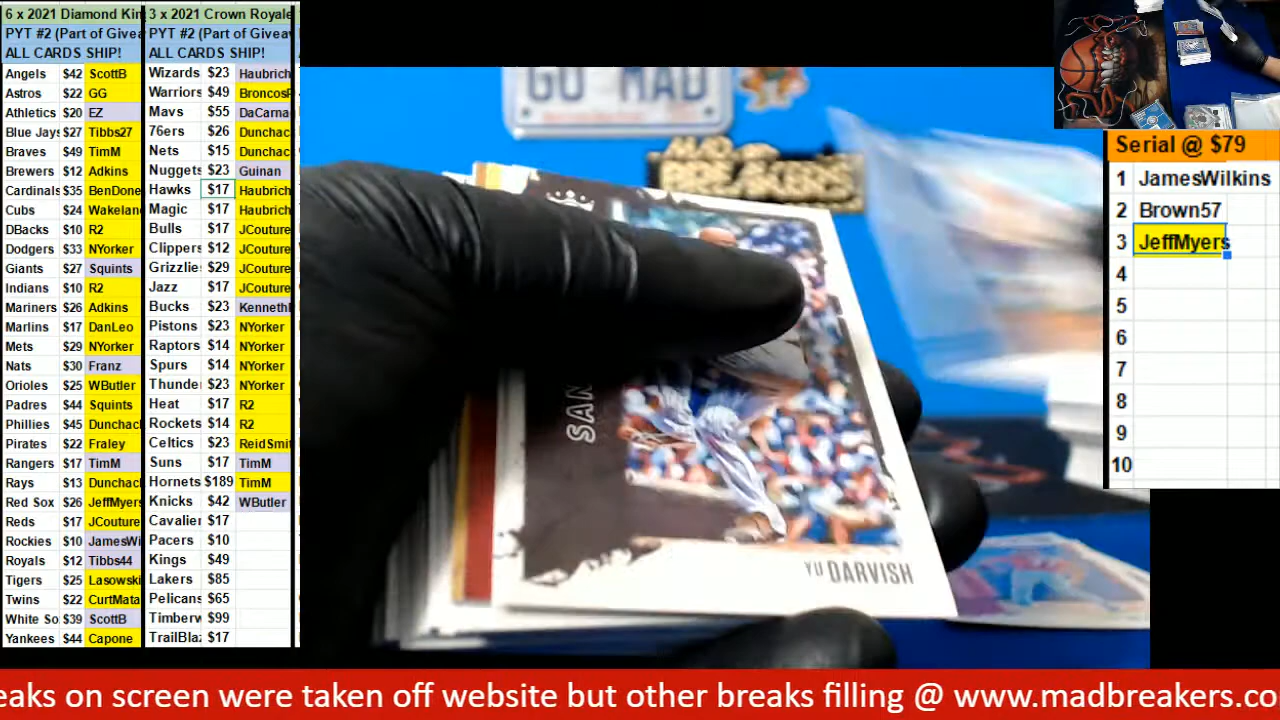 6 x 2021 Diamond Kin
PYT #2 (Part of Givea
ALL CARDS SHIP!
Angels $42 ScottB
Astros $22 GG
Athletics $20 EZ
Blue Jays $27 Tibbs27
Braves $49 TimM
Brewers $12 Adkins
Cardinals $35 BenDone
Cubs $24 Wakelan
DBacks $10 R2
Dodgers $33 NYorker
Giants $27 Squints
Indians $10 R2
Mariners $26 Adkins
Marlins $17 DanLeo
Mets $29 NYorker
Nats $30 Franz
Orioles $25 WButler
Padres $44 Squints
Phillies $45 Dunchac
Pirates $22 Fraley
Rangers $17 TimM
Rays $13 Dunchac
Red Sox $26 JeffMyers
Reds $17 JCouture
Rockies $10 JamesWi
Royals $12 Tibbs44
Tigers $25 Lasowski
Twins $22 CurtMata
White So $39 ScottB
Yankees $44 Capone
3 x 2021 Crown Royale
PYT #2 (Part of Giveav
ALL CARDS SHIP!
Wizards $23 Haubrich
Warriors $49 BroncosF
Mavs $55 DaCarna
76ers $26 Dunchac
Nets $15 Dunchac
Nuggets $23 Guinan
Hawks $17 Haubrich
Magic $17 Haubrich
Bulls $17 JCouture
Clippers $12 JCouture
Grizzlie $29 JCouture
Jazz $17 JCouture
Bucks $23 Kennethl
Pistons $23 NYorker
Raptors $14 NYorker
Spurs $14 NYorker
Thunde $23 NYorker
Heat $17 R2
Rockets $14 R2
Celtics $23 ReidSmit
Suns $17 TimM
Hornets $189 TimM
Knicks $42 WButler
Cavalier $17
Pacers $10
Kings $49
Lakers $85
Pelicans $65
Timberw $99
TrailBlaz $17
GO MAD
MAD
BREAKERS
SAN
YU DARVISH
Serial @ $79
1 JamesWilkins
2 Brown57
3 JeffMyers
4
5
6
7
8
9
10
eaks on screen were taken off website but other breaks filling @ www.madbreakers.co